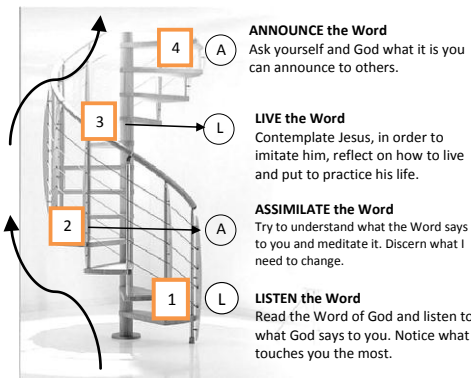 4 A
ANNOUNCE the Word
Ask yourself and God what it is you
can announce to others.
3 L
LIVE the Word
Contemplate Jesus, in order to
imitate him, reflect on how to live
and put to practice his life.
2 A
ASSIMILATE the Word
Try to understand what the Word says
to you and meditate it. Discern what I
need to change.
1 L
LISTEN the Word
Read the Word of God and listen to
what God says to you. Notice what
touches you the most.